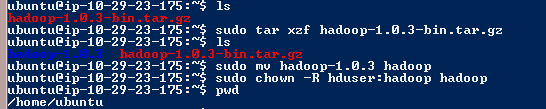 ubuntu@ip-10-29-23-175:~$ ls
hadoop-1.0.3-bin.tar.gz
ubuntu@ip-10-29-23-175:~$ sudo tar xzf hadoop-1.0.3-bin.tar.gz
ubuntu@ip-10-29-23-175:~$ ls
hadoop-1.0.3 hadoop-1.0.3-bin.tar.gz
ubuntu@ip-10-29-23-175:~$ sudo mv hadoop-1.0.3 hadoop
ubuntu@ip-10-29-23-175:~$ sudo chown -R hduser:hadoop hadoop
ubuntu@ip-10-29-23-175:~$ pwd
/home/ubuntu